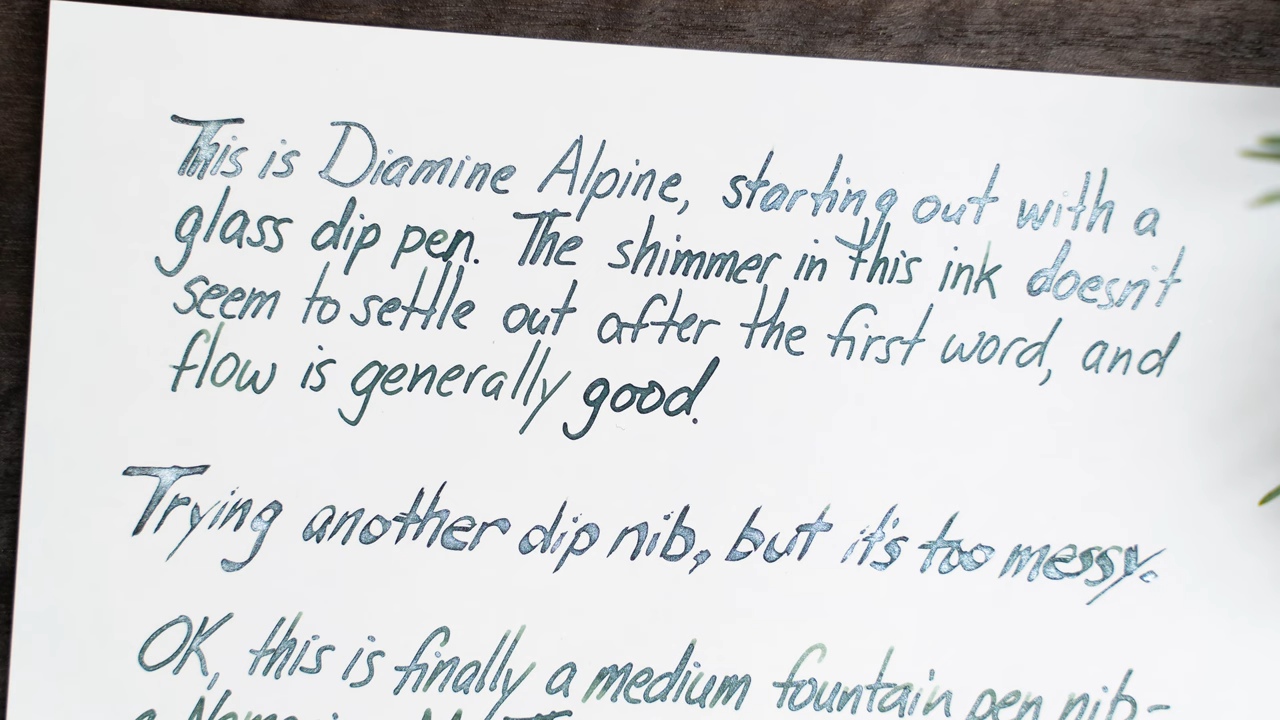 This is Diamine Alpine, starting out with a
glass dip pen. The shimmer in this ink doesn't
seem to settle out after the first word, and
flow is generally good.
Trying another dip nib, but it's too messy.
OK, this is finally a medium fountain pen nib-
a